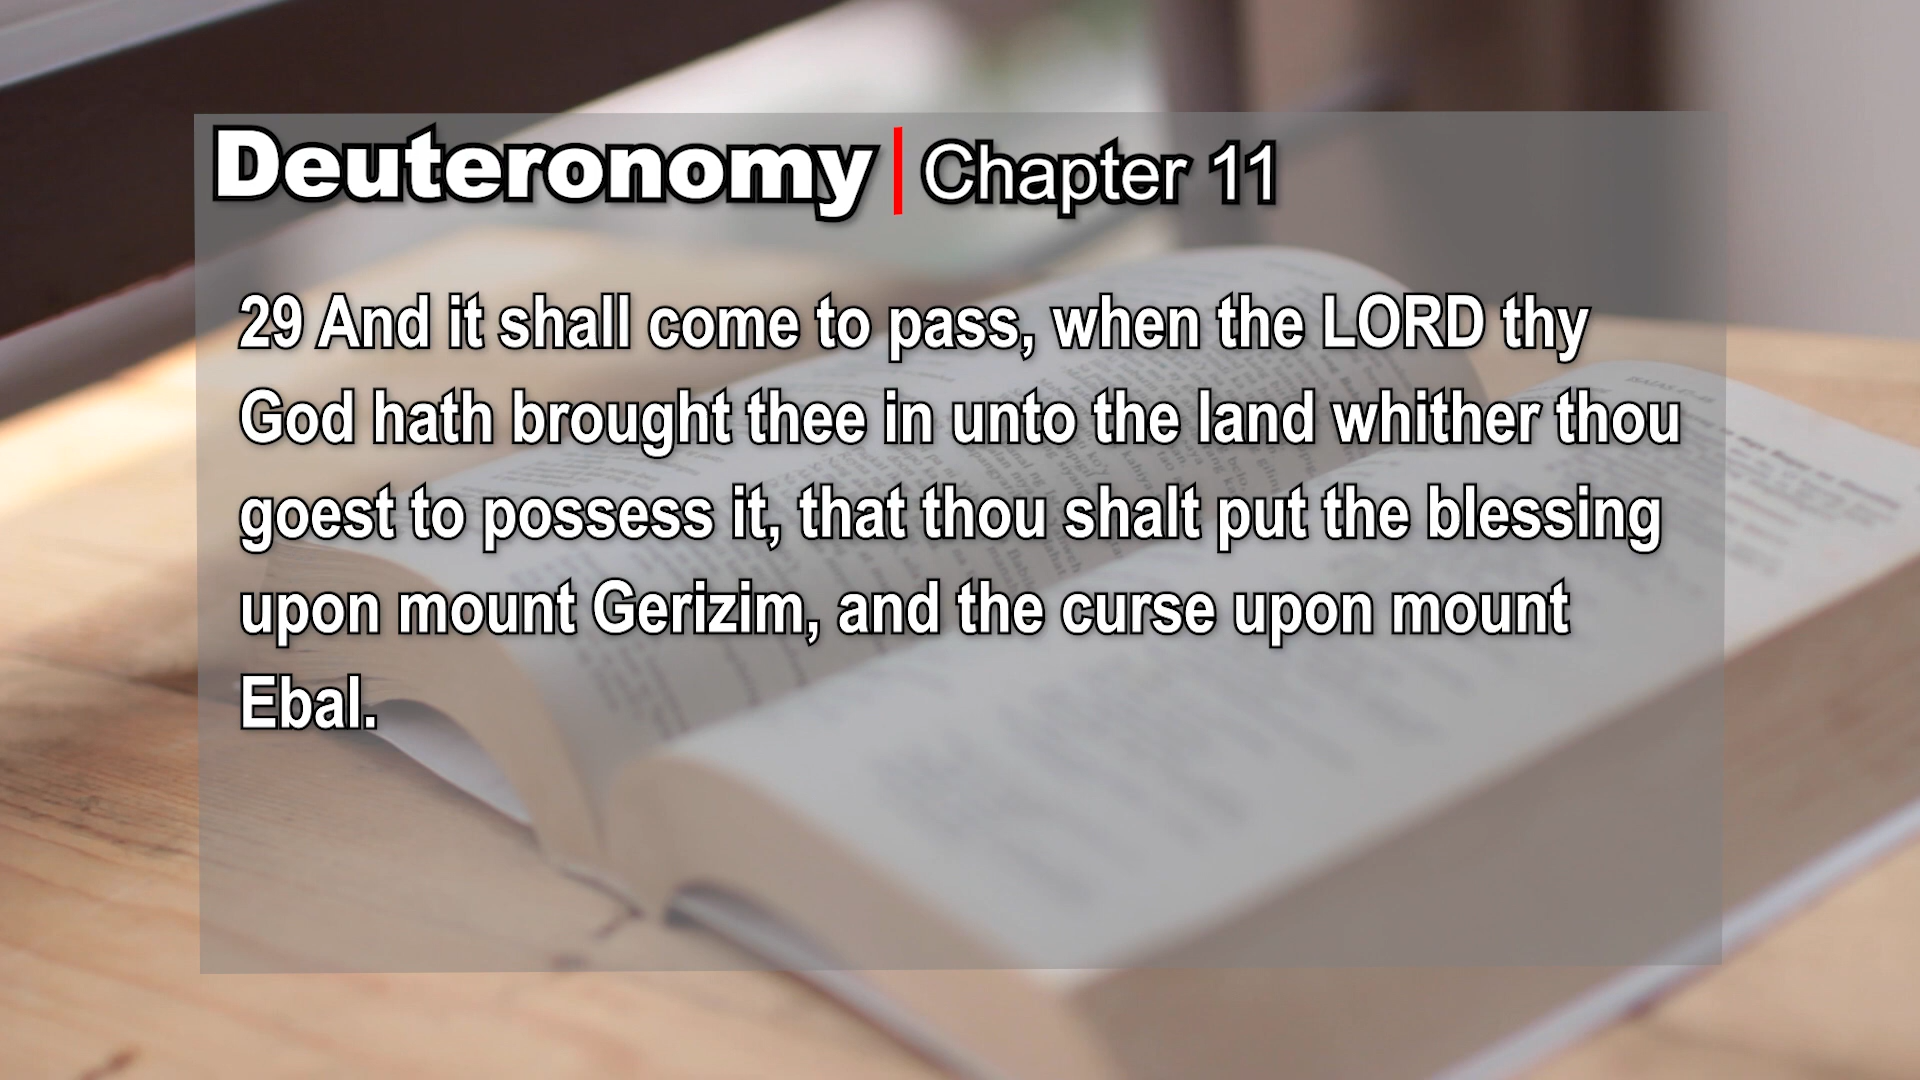 Deuteronomy | Chapter 11
29 And it shall come to pass, when the LORD thy
God hath brought thee in unto the land whither thou
goest to possess it, that thou shalt put the blessing
upon mount Gerizim, and the curse upon mount
Ebal.